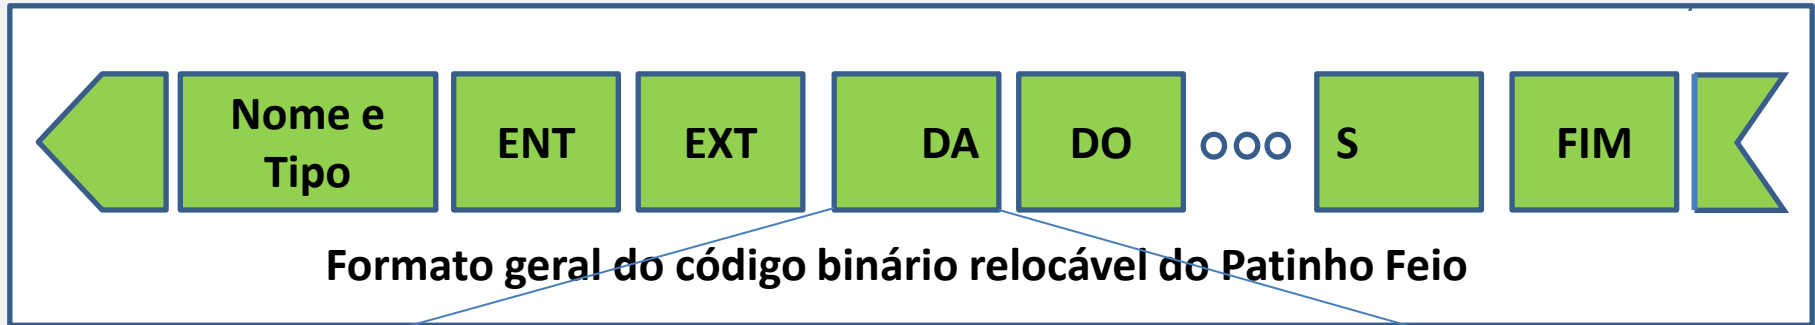 Nome e
Tipo
ENT
EXT
DA
DO
S
FIM
Formato geral do código binário relocável do Patinho Feio